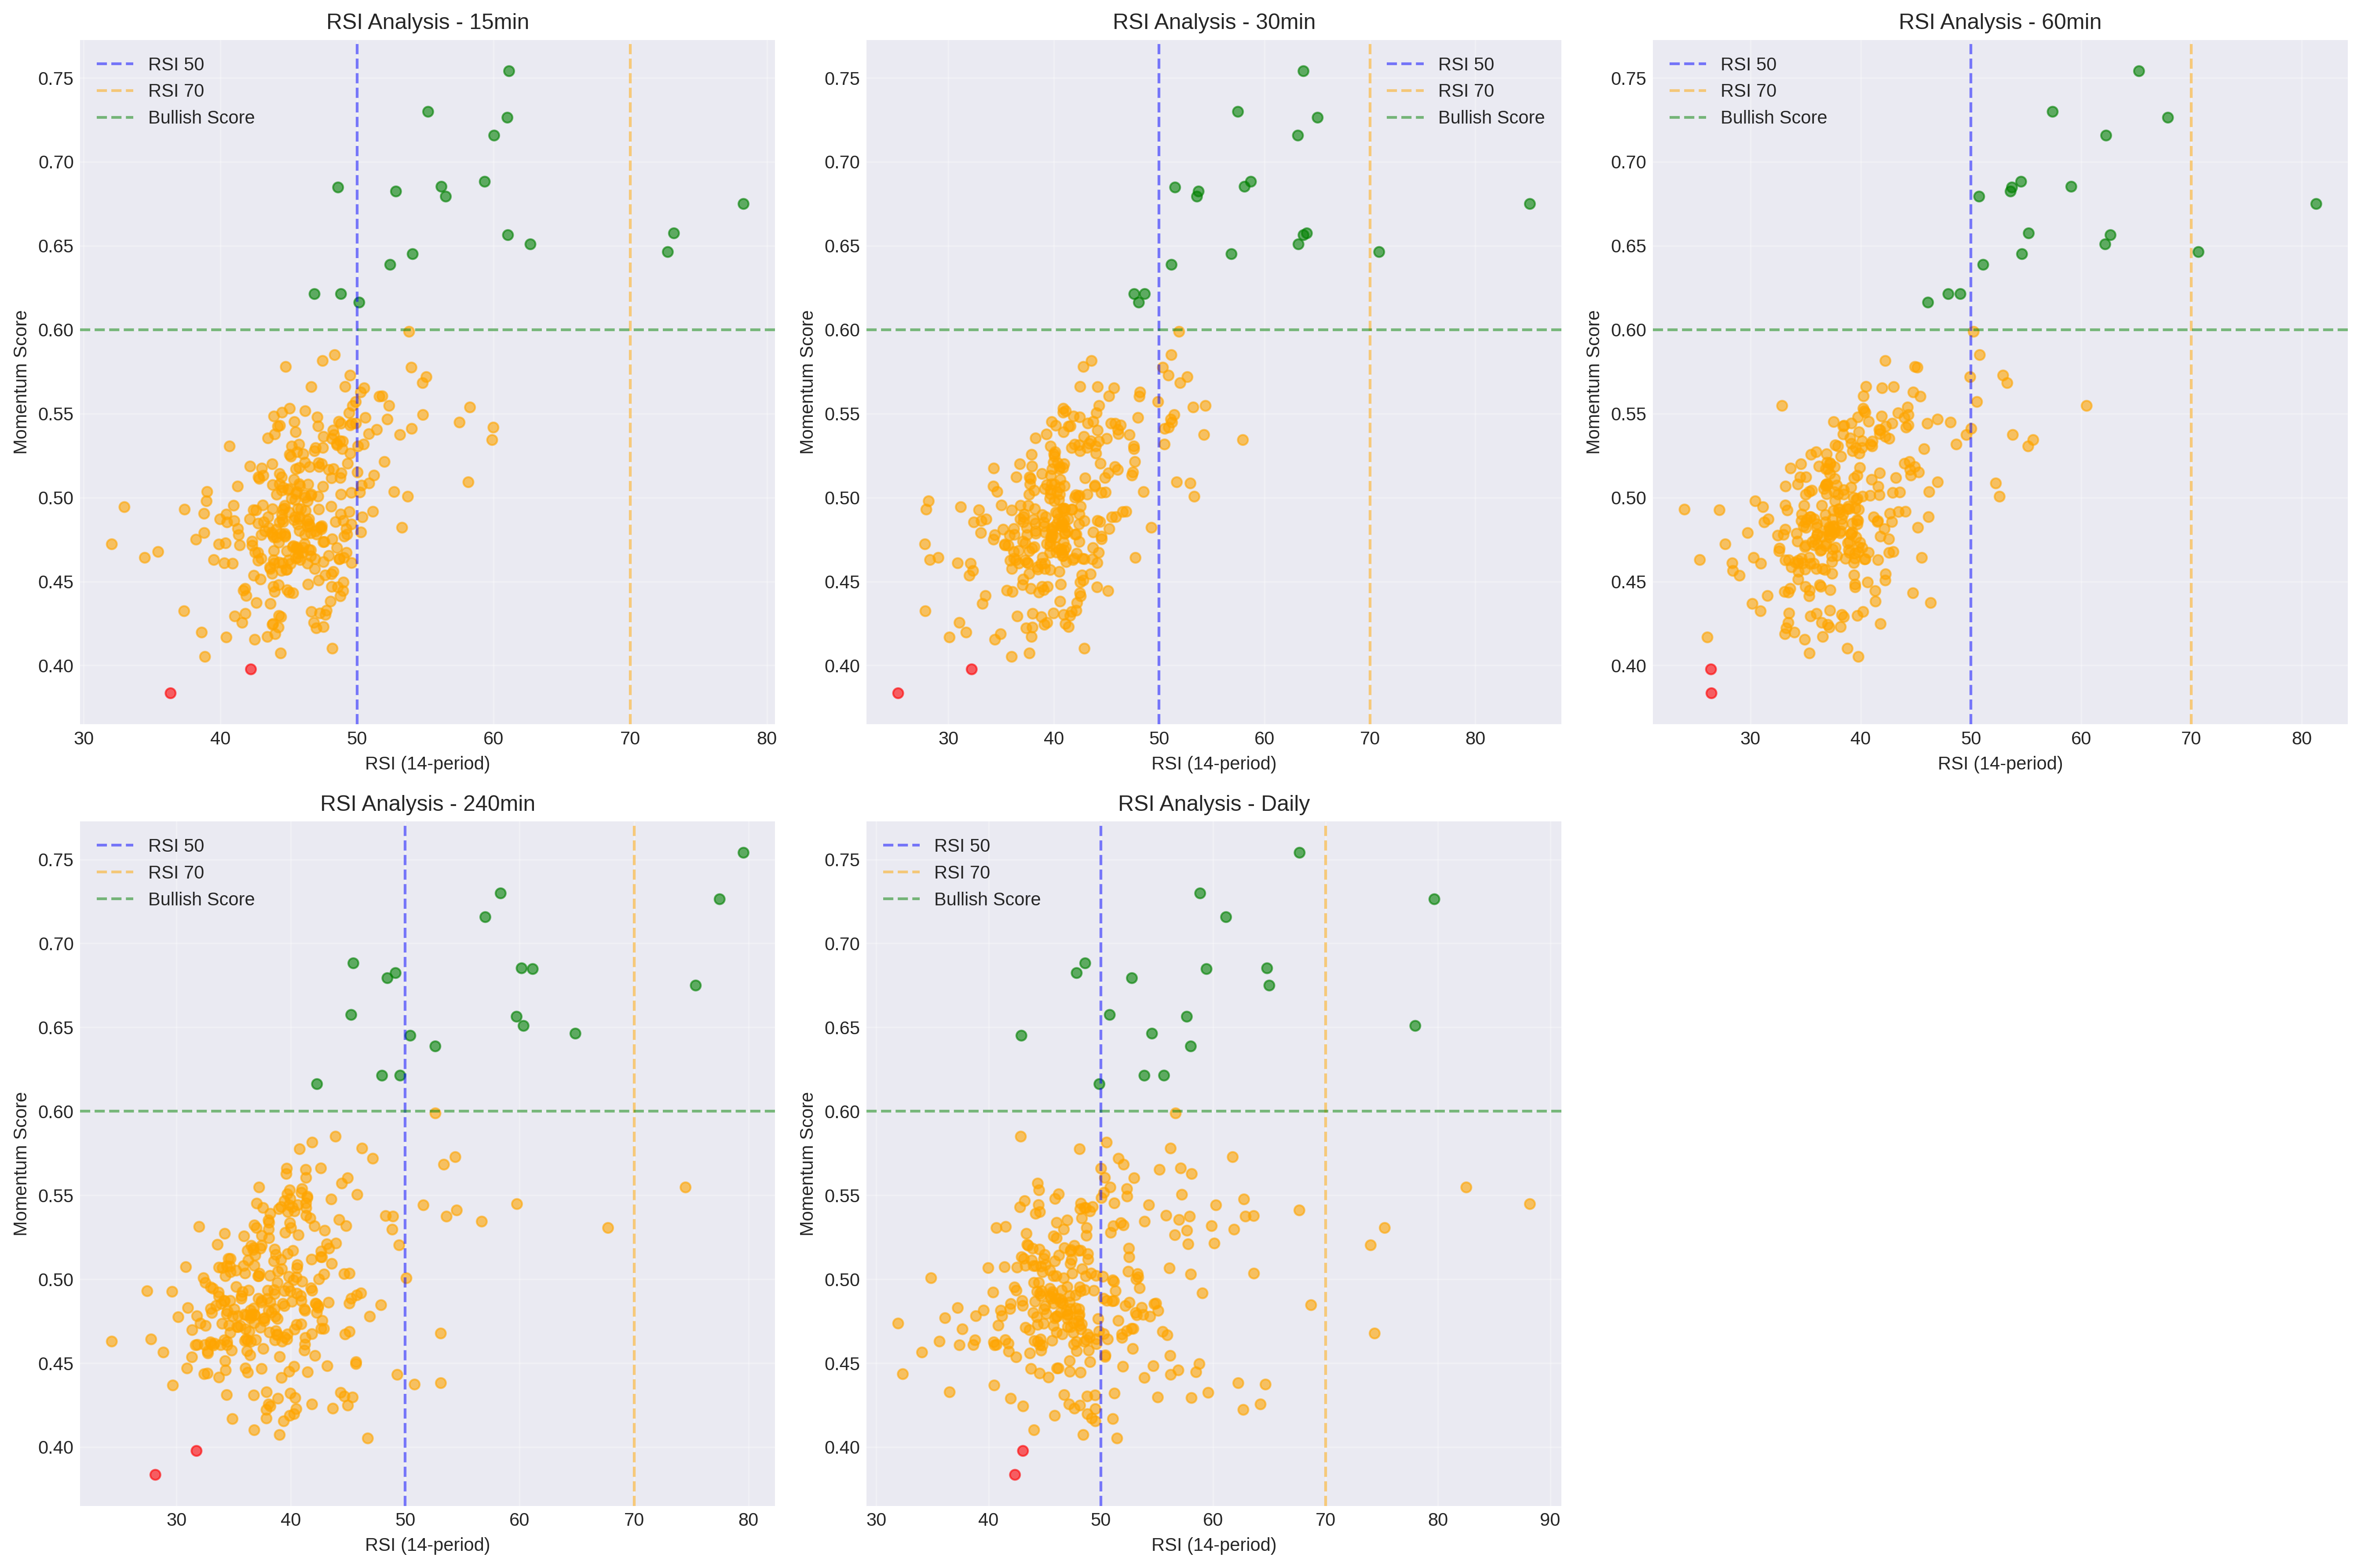 RSI Analysis - 15min
RSI 50
RSI 70
Bullish Score
0.75
0.70
0.65
0.60
0.55
0.50
0.45
0.40
Momentum Score
30 40 50 60 70 80
RSI (14-period)
RSI Analysis - 30min
RSI 50
RSI 70
Bullish Score
0.75
0.70
0.65
0.60
0.55
0.50
0.45
0.40
Momentum Score
30 40 50 60 70 80
RSI (14-period)
RSI Analysis - 60min
RSI 50
RSI 70
Bullish Score
0.75
0.70
0.65
0.60
0.55
0.50
0.45
0.40
Momentum Score
30 40 50 60 70 80
RSI (14-period)
RSI Analysis - 240min
RSI 50
RSI 70
Bullish Score
0.75
0.70
0.65
0.60
0.55
0.50
0.45
0.40
Momentum Score
30 40 50 60 70 80
RSI (14-period)
RSI Analysis - Daily
RSI 50
RSI 70
Bullish Score
0.75
0.70
0.65
0.60
0.55
0.50
0.45
0.40
Momentum Score
30 40 50 60 70 80 90
RSI (14-period)